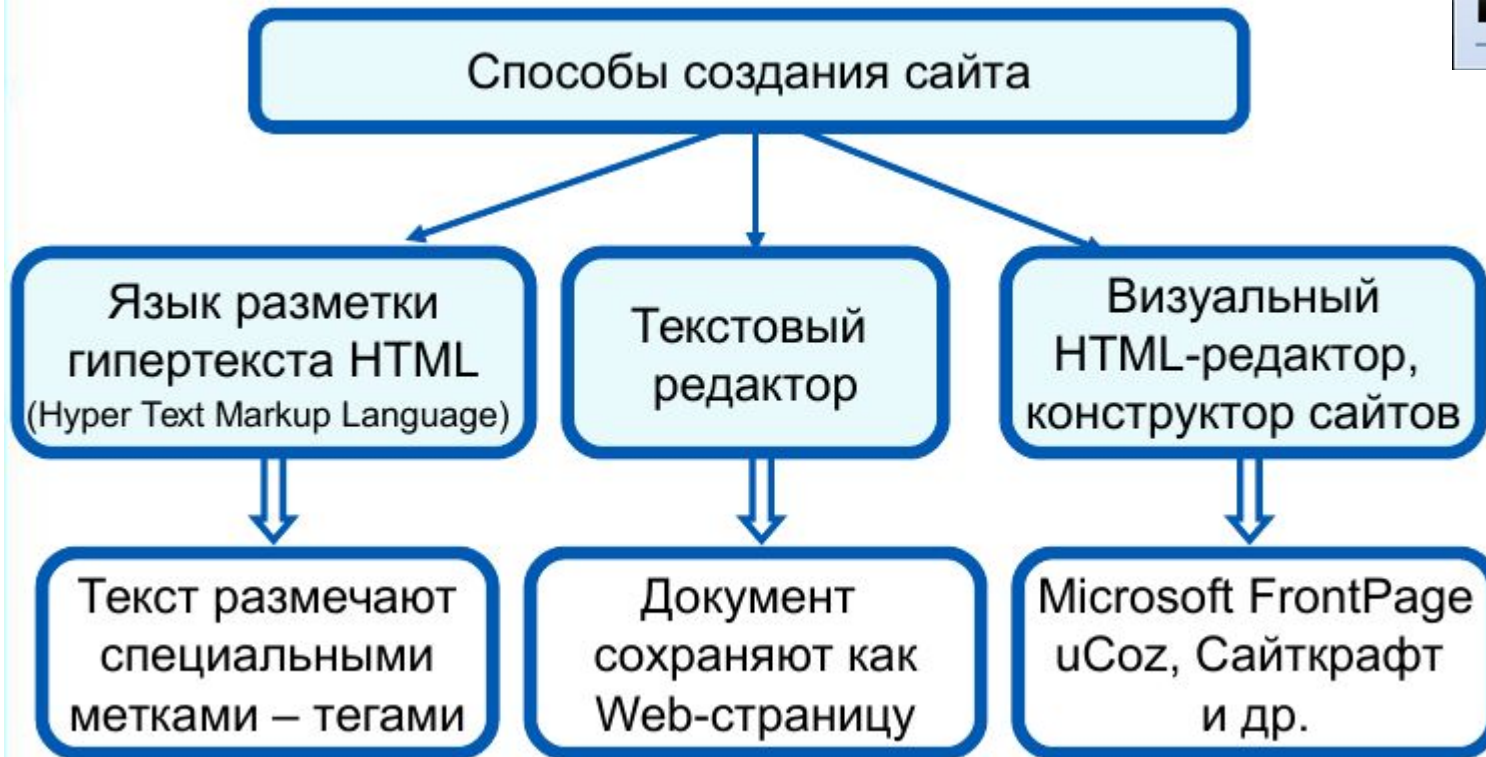 Способы создания сайта
Язык разметки
гипертекста HTML
(Hyper Text Markup Language)
Текстовый
редактор
Визуальный
HTML-редактор,
конструктор сайтов
Текст размечают
специальными
метками – тегами
Документ
сохраняют как
Web-страницу
Microsoft FrontPage
uCoz, Сайткрафт
и др.